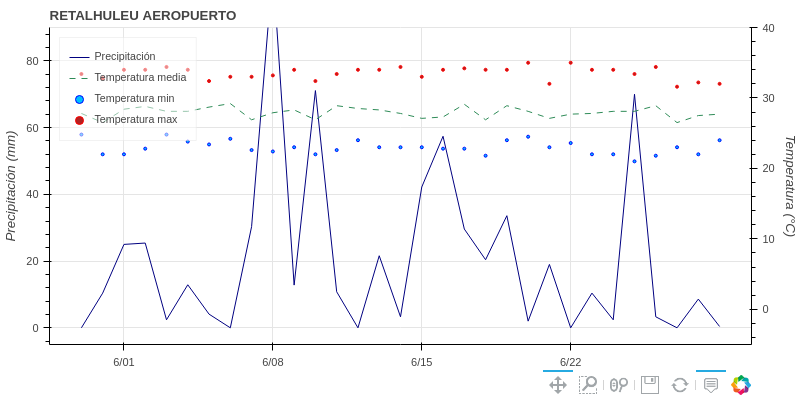 RETALHULEU AEROPUERTO
Precipitación
Temperatura media
Temperatura min
Temperatura max
Precipitación (mm)
80
60
40
20
0
Temperatura (°C)
40
30
20
10
0
6/01
6/08
6/15
6/22